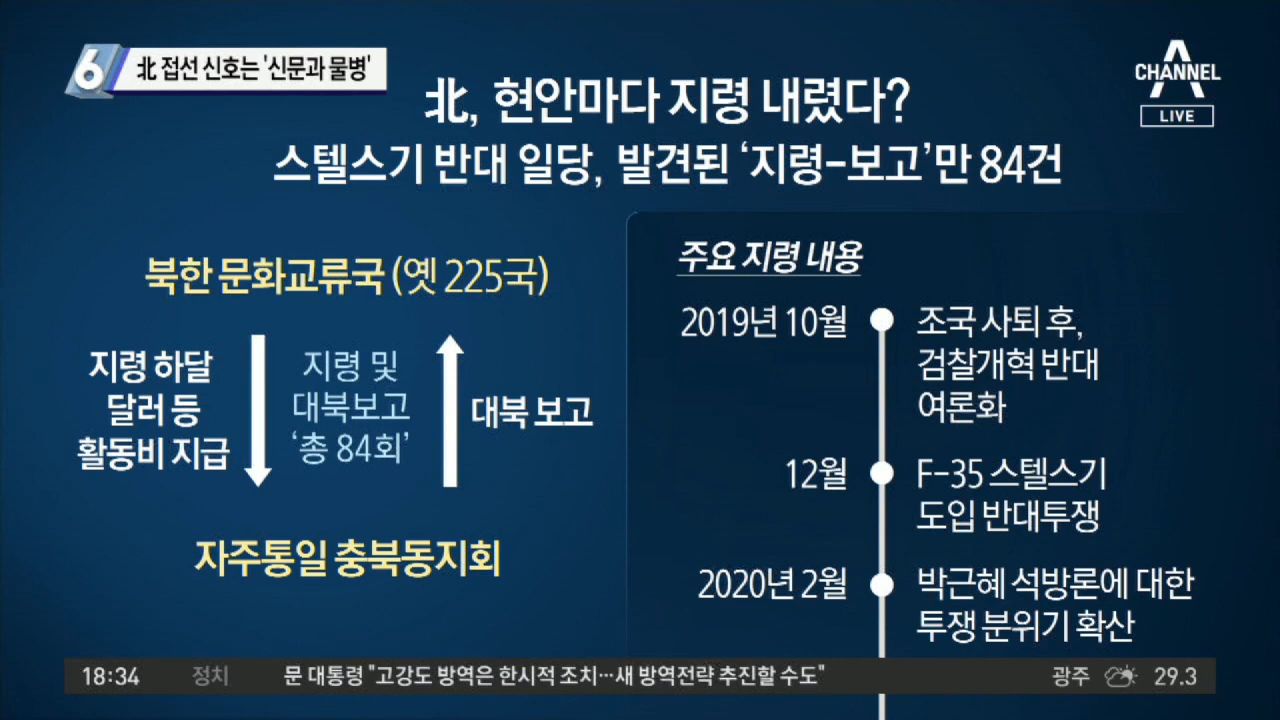 6
北 접선 신호는 '신문과 물병'
CHANNEL A
LIVE
北, 현안마다 지령 내렸다?
스텔스기 반대 일당, 발견된 ‘지령-보고’만 84건
북한 문화교류국 (옛 225국)
지령 하달
달러 등
활동비 지급
지령 및
대북보고
‘총 84회’
대북 보고
자주통일 충북동지회
주요 지령 내용
2019년 10월
조국 사퇴 후,
검찰개혁 반대
여론화
12월
F-35 스텔스기
도입 반대투쟁
2020년 2월
박근혜 석방론에 대한
투쟁 분위기 확산
18:34 정치 문 대통령 "고강도 방역은 한시적 조치…새 방역전략 추진할 수도" 광주 29.3